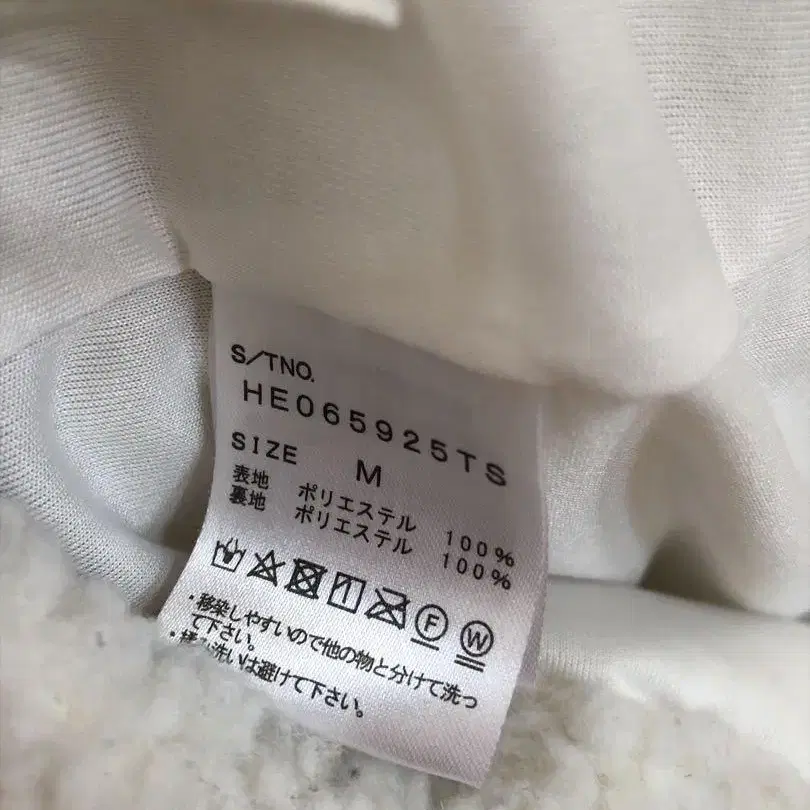 S/TNO.
HE065925TS
SIZE M
表地 ポリエステル 100%
裏地 ポリエステル 100%
F W
・移染しやすいので他の物と分けて洗っ
て下さい。
・洗いは避けて下さい。